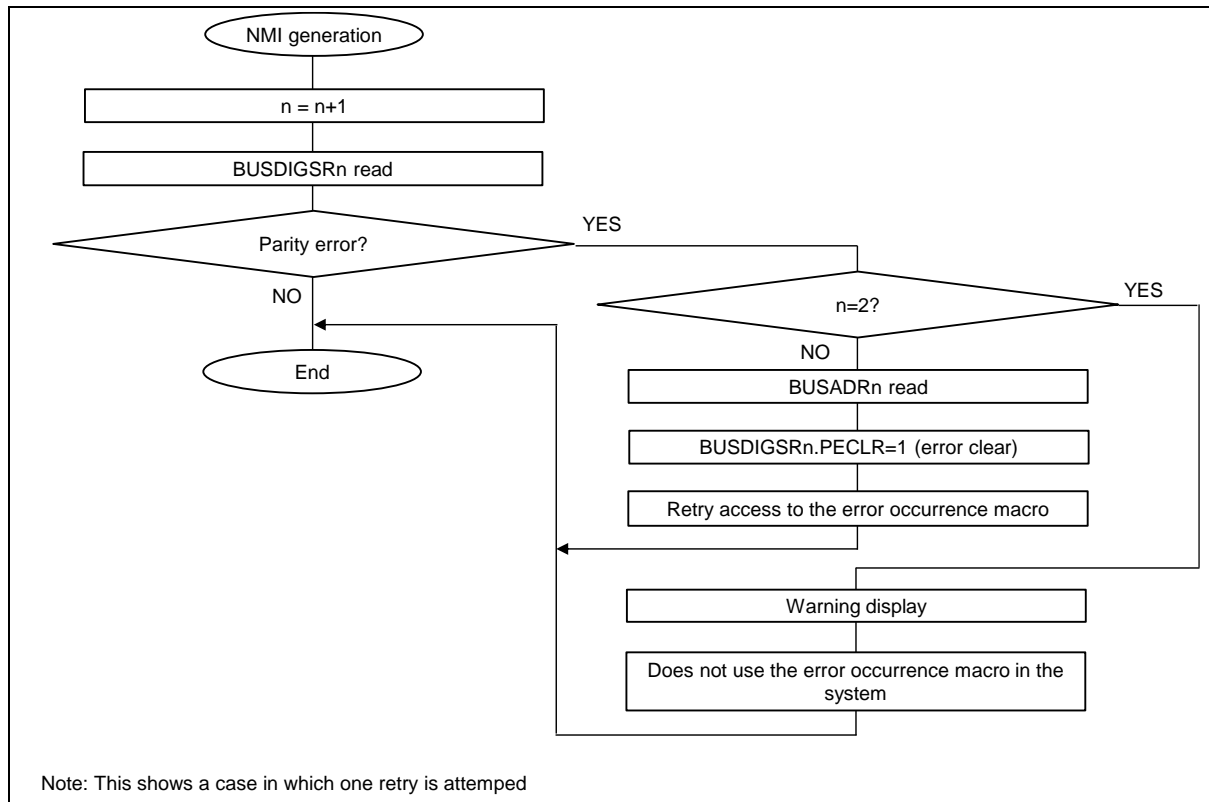 NMI generation
n = n+1
BUSDIGSRn read
Parity error?
YES
NO
End
n=2?
YES
NO
BUSADRn read
BUSDIGSRn.PECLR=1 (error clear)
Retry access to the error occurrence macro
Warning display
Does not use the error occurrence macro in the
system
Note: This shows a case in which one retry is attemped